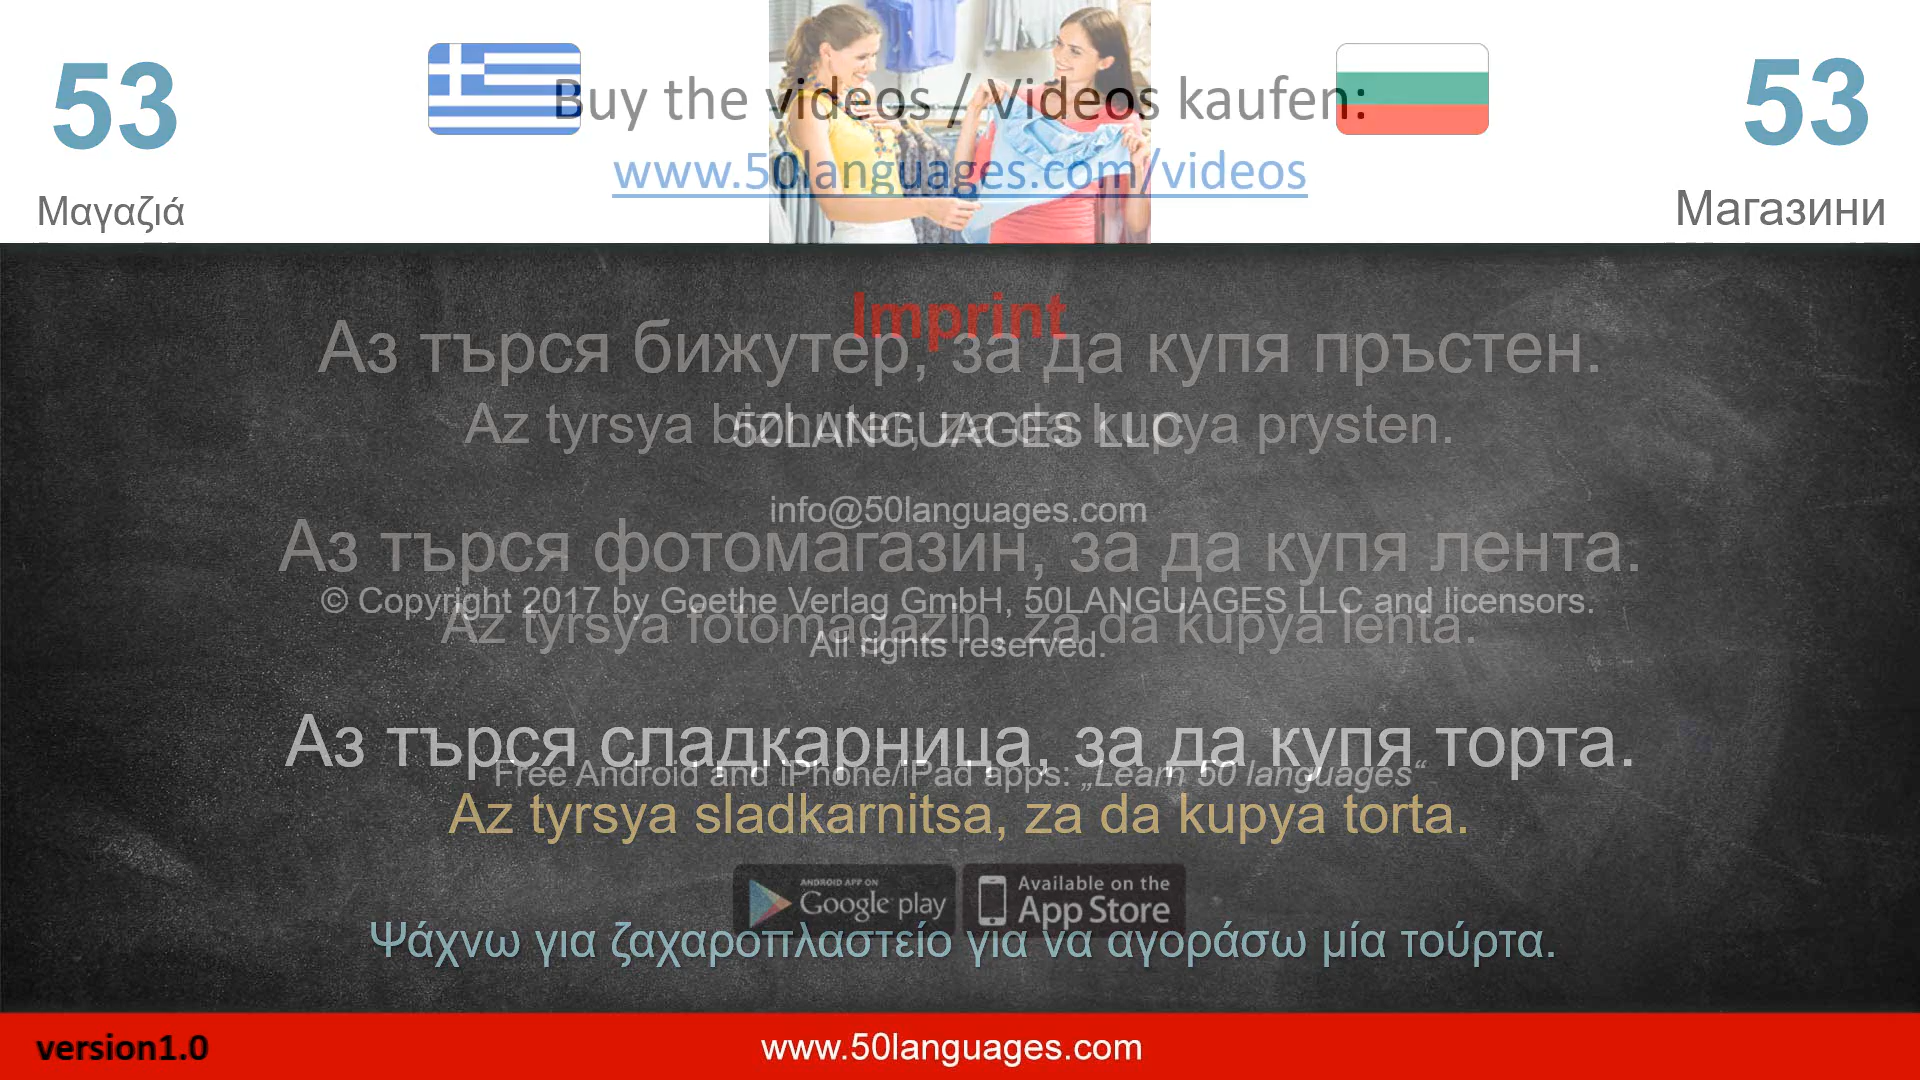 53
Buy the videos / Videos kaufen:
53
www.50languages.com/videos
Μαγαζιά
Магазини
Imprint
Аз търся бижутер, за да купя пръстен.
Az tyrsya bizhuter, za da kupya prysten.
50LANGUAGES LLC
info@50languages.com
Аз търся фотомагазин, за да купя лента.
© Copyright 2017 by Goethe Verlag GmbH, 50LANGUAGES LLC and licensors.
Az tyrsya fotomagazin, za da kupya lenta.
All rights reserved.
Аз търся сладкарница, за да купя торта.
Free Android and iPhone/iPad apps: „Learn 50 languages“
Az tyrsya sladkarnitsa, za da kupya torta.
ANDROID APP ON
Google play
Available on the
App Store
Ψάχνω για ζαχαροπλαστείο για να αγοράσω μία τούρτα.
version1.0
www.50languages.com